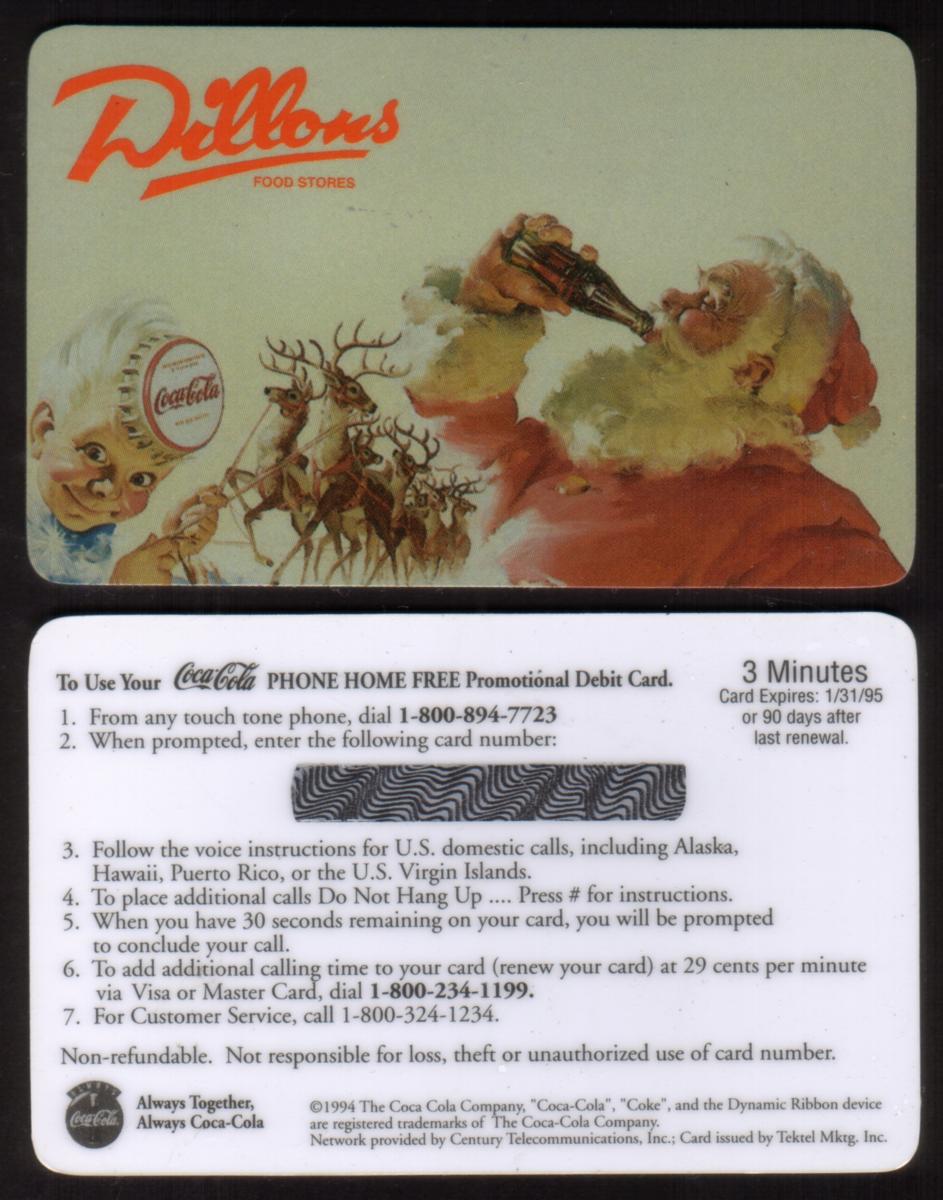 Dillons
FOOD STORES
Coca-Cola
To Use Your Coca-Cola PHONE HOME FREE Promotional Debit Card.
3 Minutes
Card Expires: 1/31/95
or 90 days after
last renewal.
1. From any touch tone phone, dial 1-800-894-7723
2. When prompted, enter the following card number:
3. Follow the voice instructions for U.S. domestic calls, including Alaska,
Hawaii, Puerto Rico, or the U.S. Virgin Islands.
4. To place additional calls Do Not Hang Up .... Press # for instructions.
5. When you have 30 seconds remaining on your card, you will be prompted
to conclude your call.
6. To add additional calling time to your card (renew your card) at 29 cents per minute
via Visa or Master Card, dial 1-800-234-1199.
7. For Customer Service, call 1-800-324-1234.
Non-refundable. Not responsible for loss, theft or unauthorized use of card number.
ALWAYS
Coca-Cola
Always Together,
Always Coca-Cola
©1994 The Coca Cola Company, "Coca-Cola", "Coke", and the Dynamic Ribbon device
are registered trademarks of The Coca-Cola Company.
Network provided by Century Telecommunications, Inc.; Card issued by Tektel Mktg. Inc.